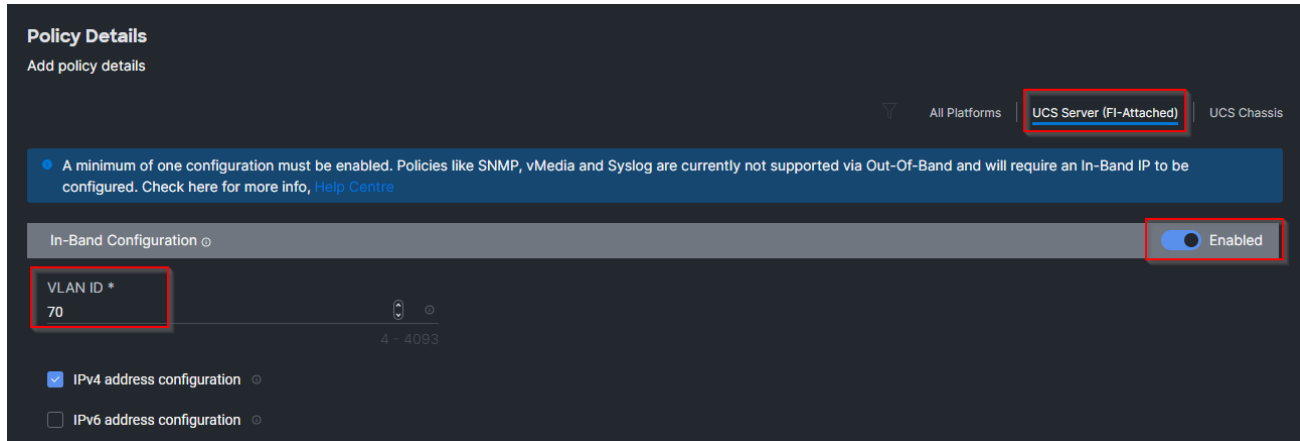 Policy Details
Add policy details
All Platforms
UCS Server (FI-Attached)
UCS Chassis
A minimum of one configuration must be enabled. Policies like SNMP, vMedia and Syslog are currently not supported via Out-Of-Band and will require an In-Band IP to be
configured. Check here for more info, Help Centre
In-Band Configuration
Enabled
VLAN ID *
70
4 - 4093
IPv4 address configuration
IPv6 address configuration